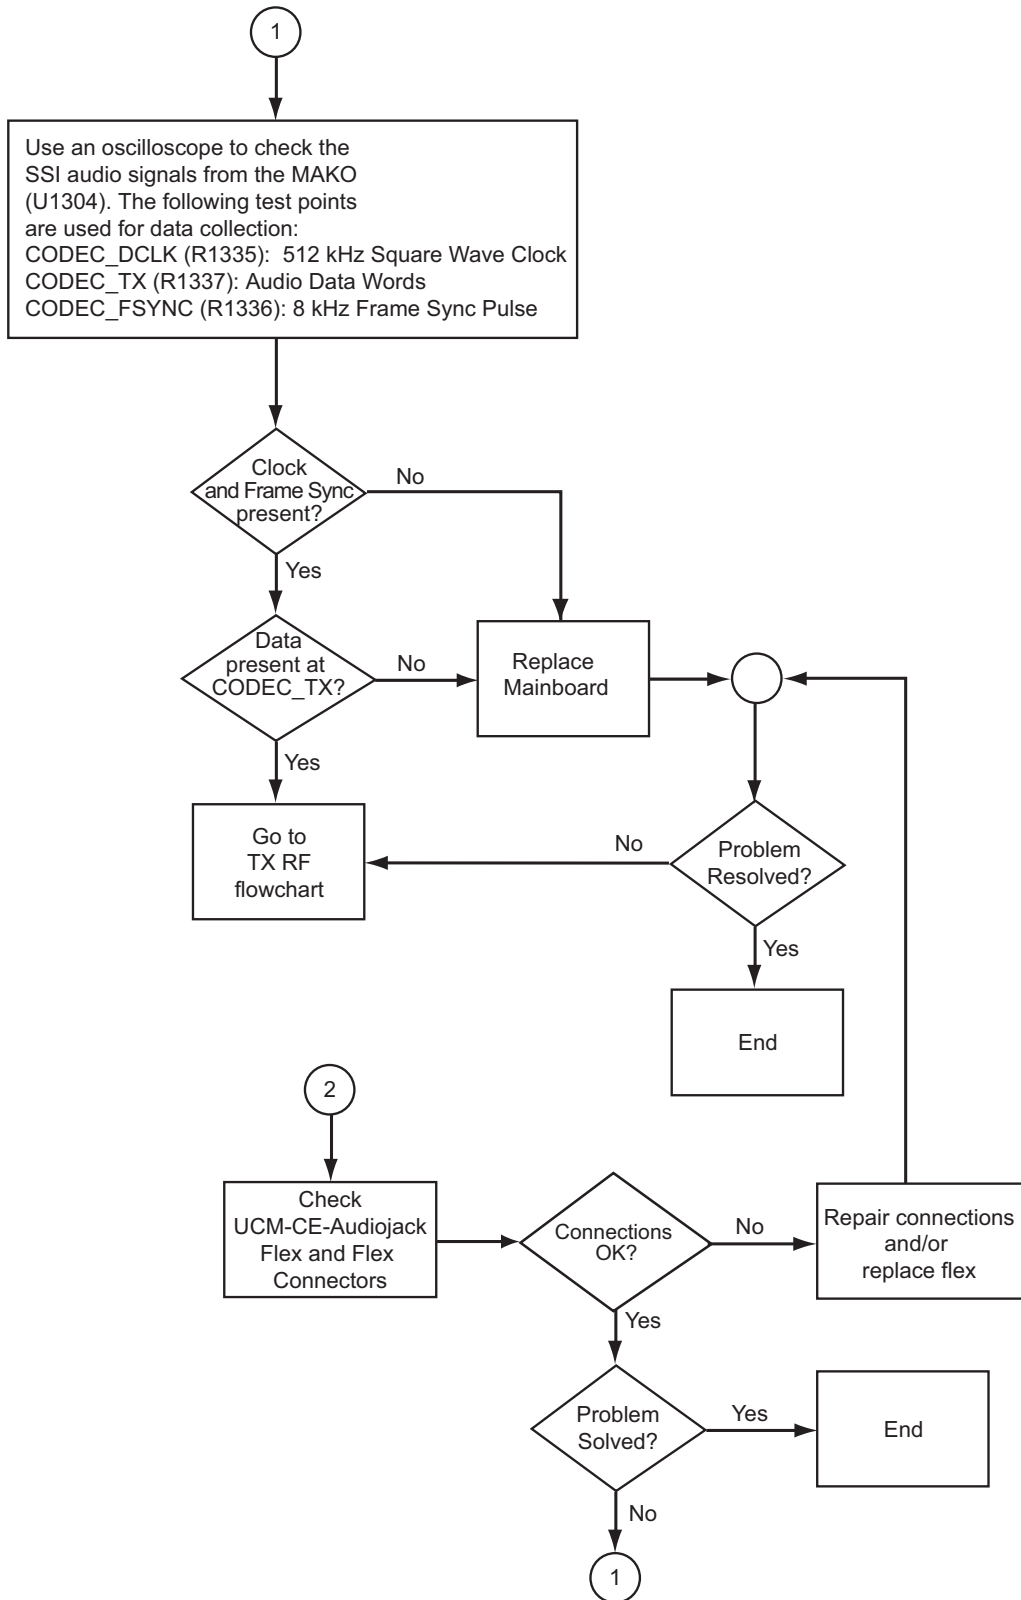 1
Use an oscilloscope to check the
SSI audio signals from the MAKO
(U1304). The following test points
are used for data collection:
CODEC_DCLK (R1335):  512 kHz Square Wave Clock
CODEC_TX (R1337): Audio Data Words
CODEC_FSYNC (R1336): 8 kHz Frame Sync Pulse
Clock
and Frame Sync
present?
No
Yes
Data
present at
CODEC_TX?
No
Yes
Replace
Mainboard
Go to
TX RF
flowchart
No
Problem
Resolved?
Yes
End
2
Check
UCM-CE-Audiojack
Flex and Flex
Connectors
Connections
OK?
No
Repair connections
and/or
replace flex
Yes
Problem
Solved?
Yes
End
No
1